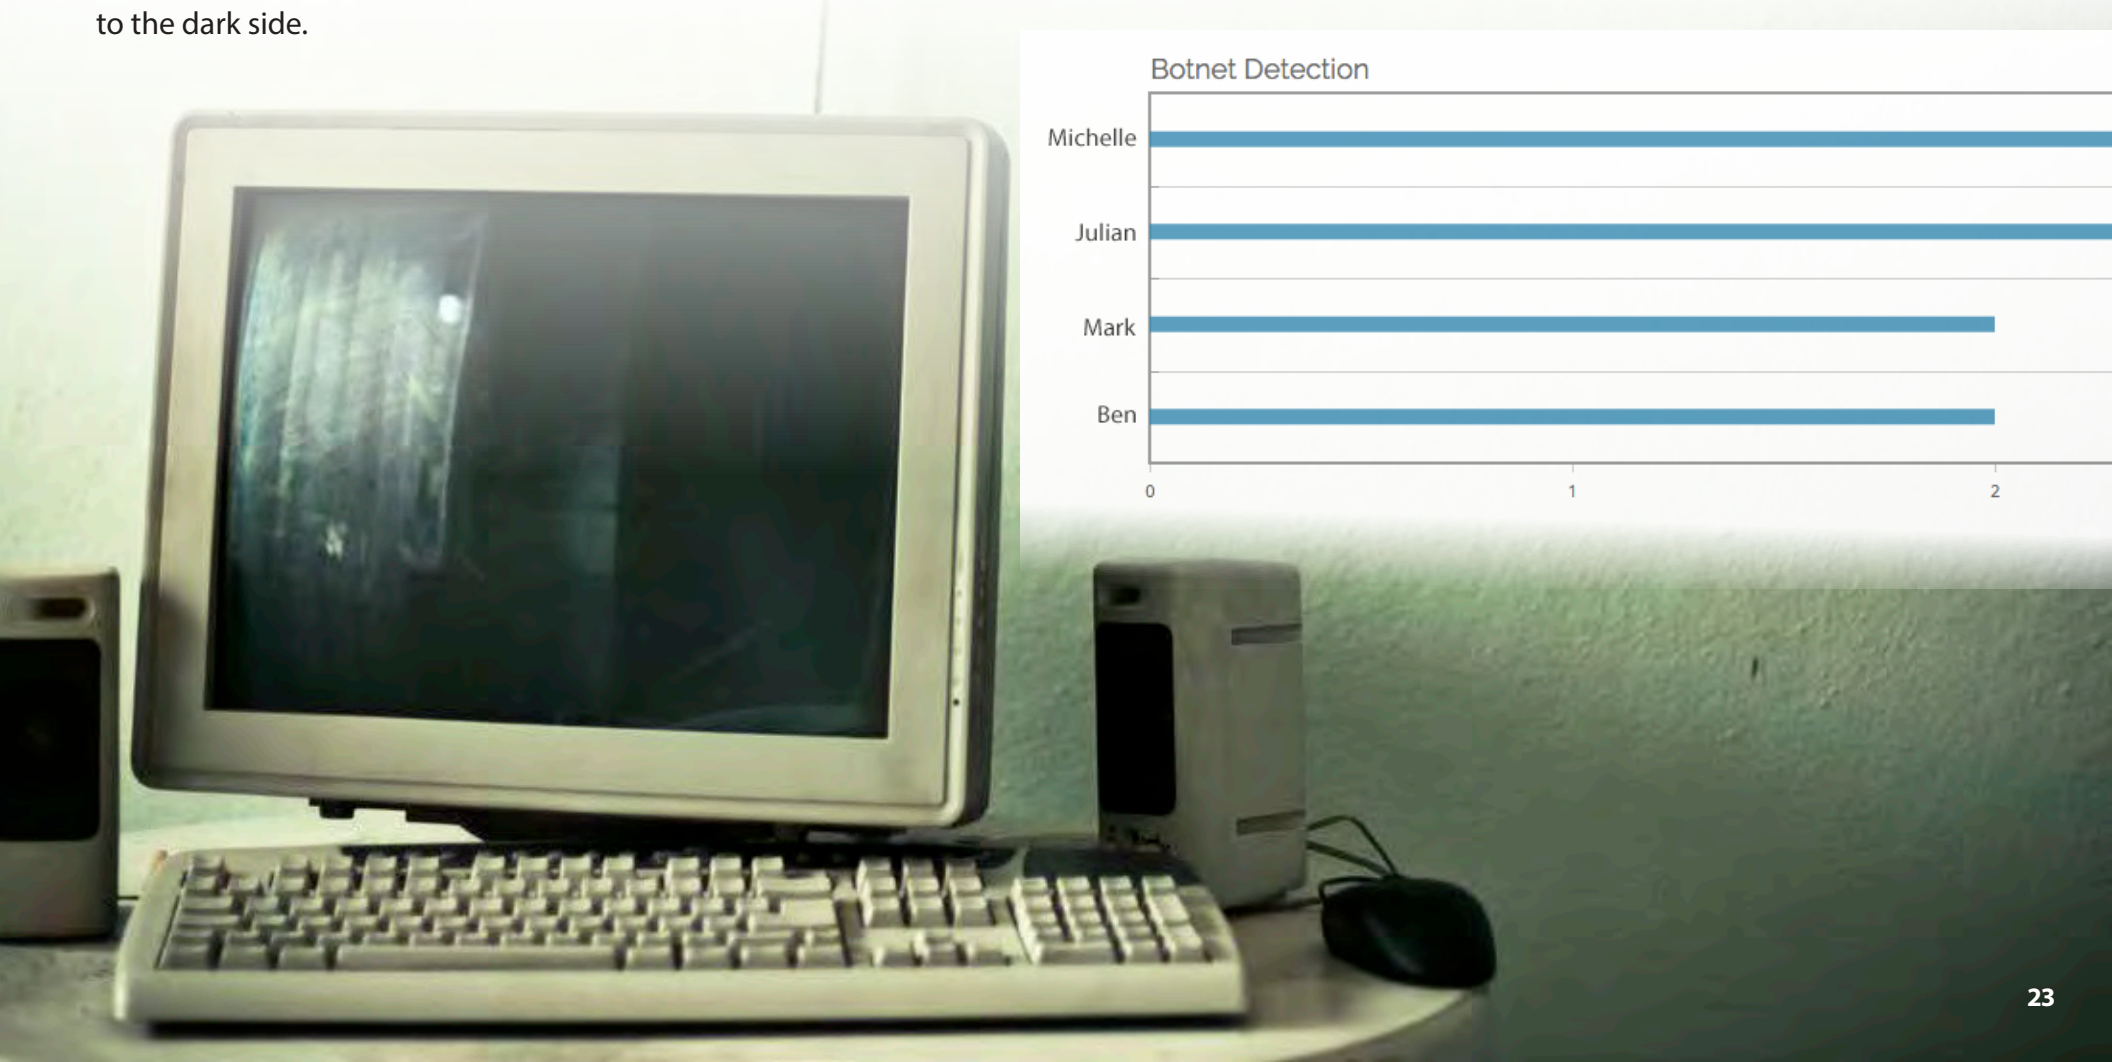 to the dark side.
Botnet Detection
Michelle
Julian
Mark
Ben
0 1 2
23